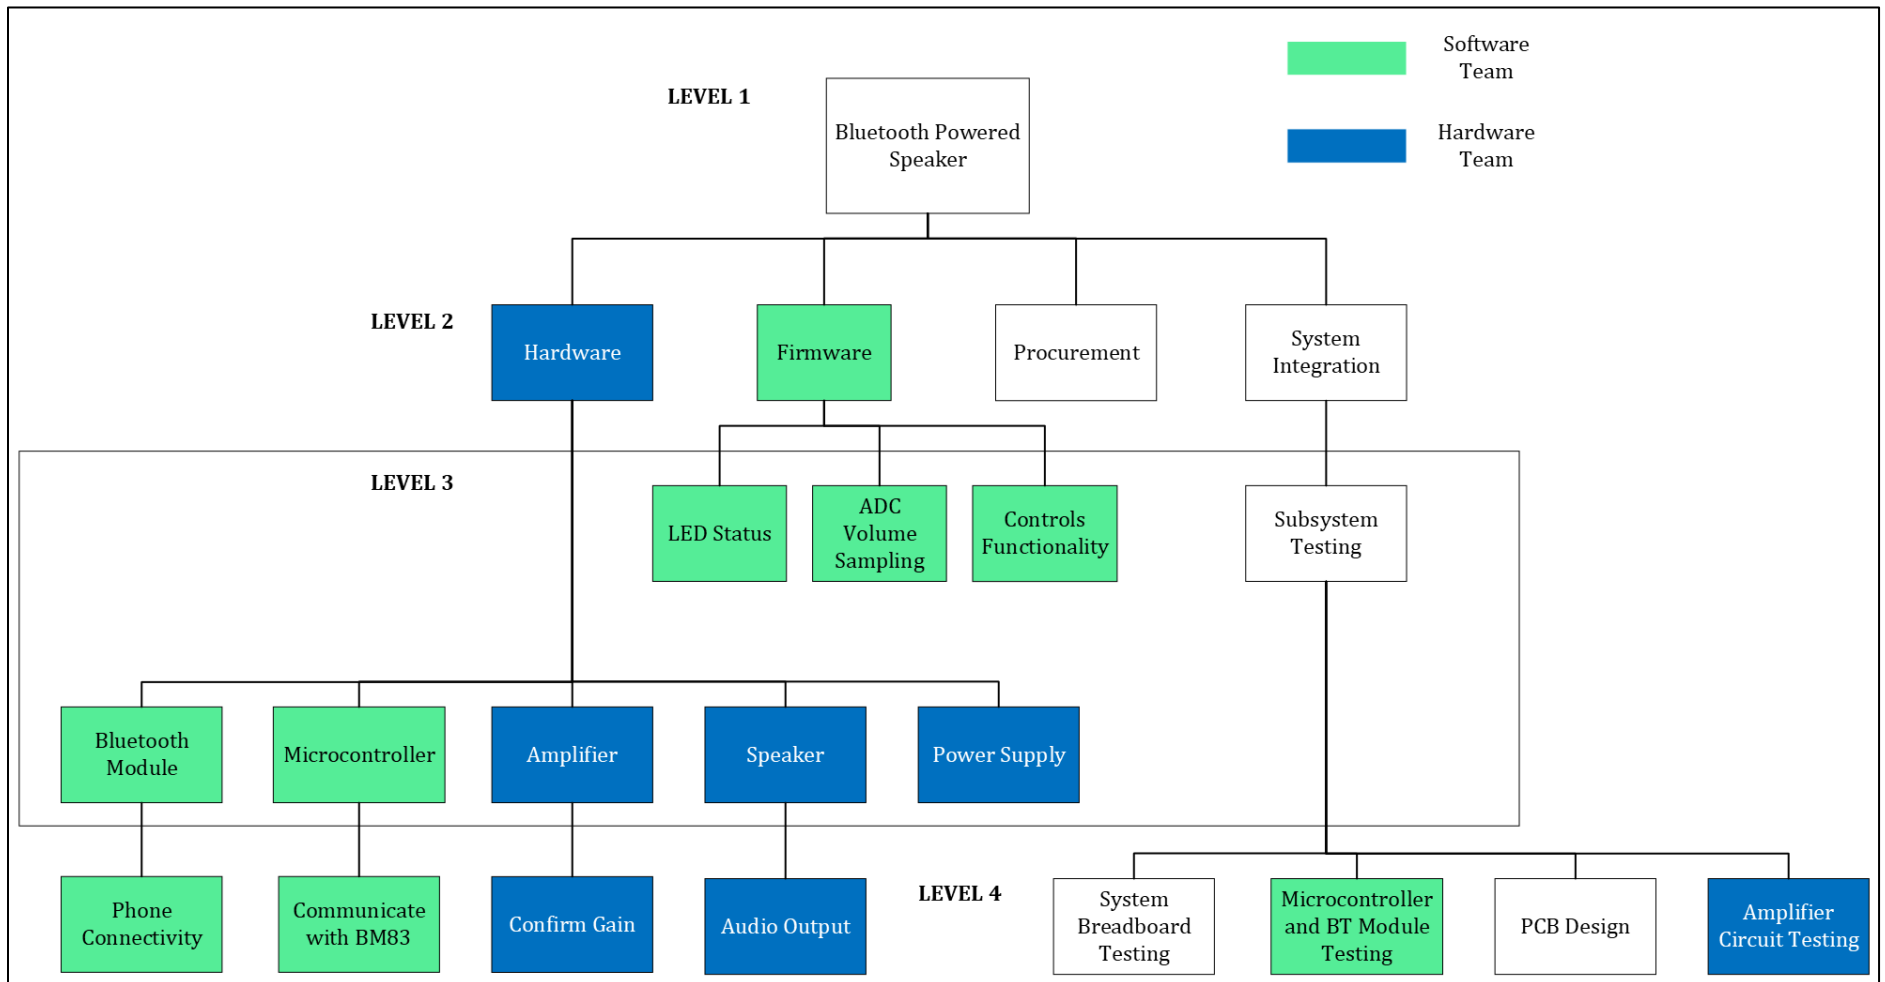 Software
Team
LEVEL 1
Bluetooth Powered
Speaker
Hardware
Team
LEVEL 2
Hardware
Firmware
Procurement
System
Integration
LEVEL 3
LED Status
ADC
Volume
Sampling
Controls
Functionality
Subsystem
Testing
Bluetooth
Module
Microcontroller
Amplifier
Speaker
Power Supply
Phone
Connectivity
Communicate
with BM83
Confirm Gain
Audio Output
LEVEL 4
System
Breadboard
Testing
Microcontroller
and BT Module
Testing
PCB Design
Amplifier
Circuit Testing